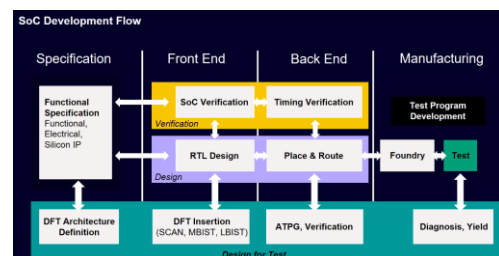 SoC Development Flow
Specification
Front End
Back End
Manufacturing
Functional
Specification
Functional,
Electrical,
Silicon IP
SoC Verification
Timing Verification
Verification
Test Program
Development
RTL Design
Place & Route
Foundry
Test
Design
DFT Architecture
Definition
DFT Insertion
(SCAN, MBIST, LBIST)
ATPG, Verification
Diagnosis, Yield
Design for Test